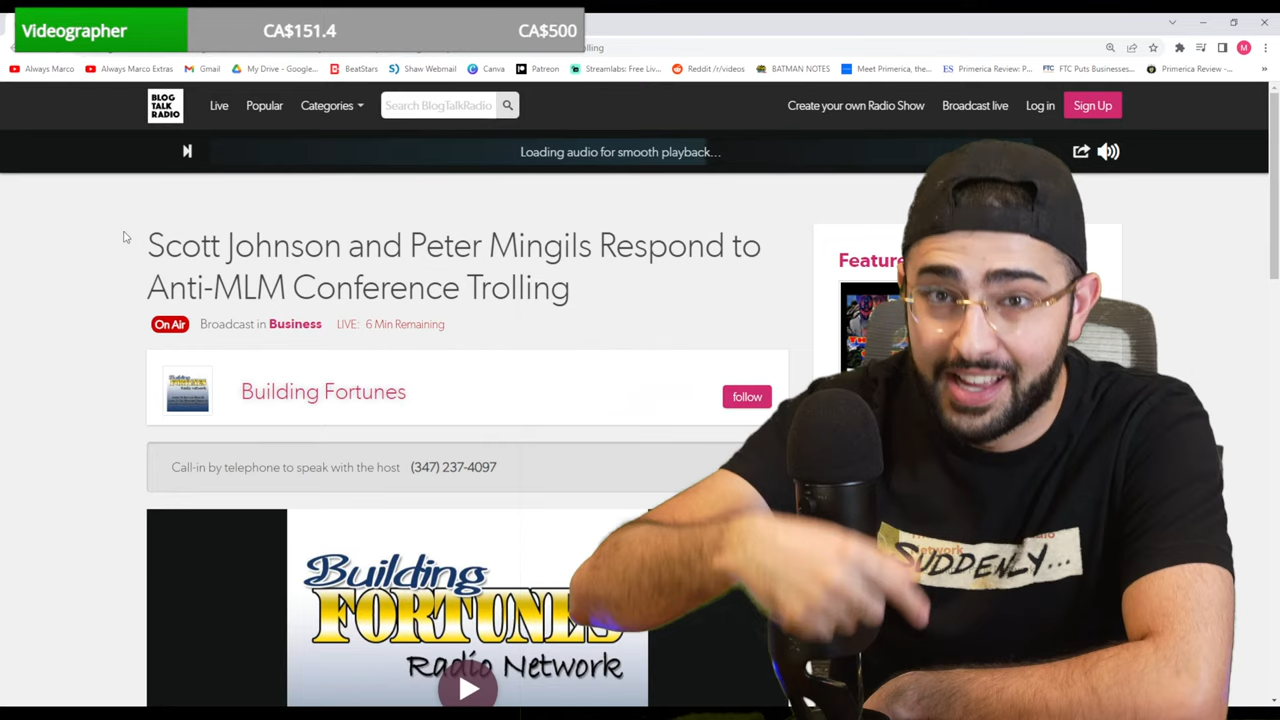 Videographer CA$151.4 CA$500
olling
Always Marco Always Marco Extras Gmail My Drive - Google... BeatStars Shaw Webmail Canva Patreon Streamlabs: Free Liv... Reddit /r/videos BATMAN NOTES Meet Primerica, the... Primerica Review: P... FTC Puts Businesses... Primerica Review -...
BLOG TALK RADIO Live Popular Categories Search BlogTalkRadio Create your own Radio Show Broadcast live Log in Sign Up
Loading audio for smooth playback...
Scott Johnson and Peter Mingils Respond to
Anti-MLM Conference Trolling
Feature
On Air Broadcast in Business LIVE: 6 Min Remaining
Building Fortunes follow
Call-in by telephone to speak with the host (347) 237-4097
SUDDENLY...
Building
FORTUNES
Radio Network